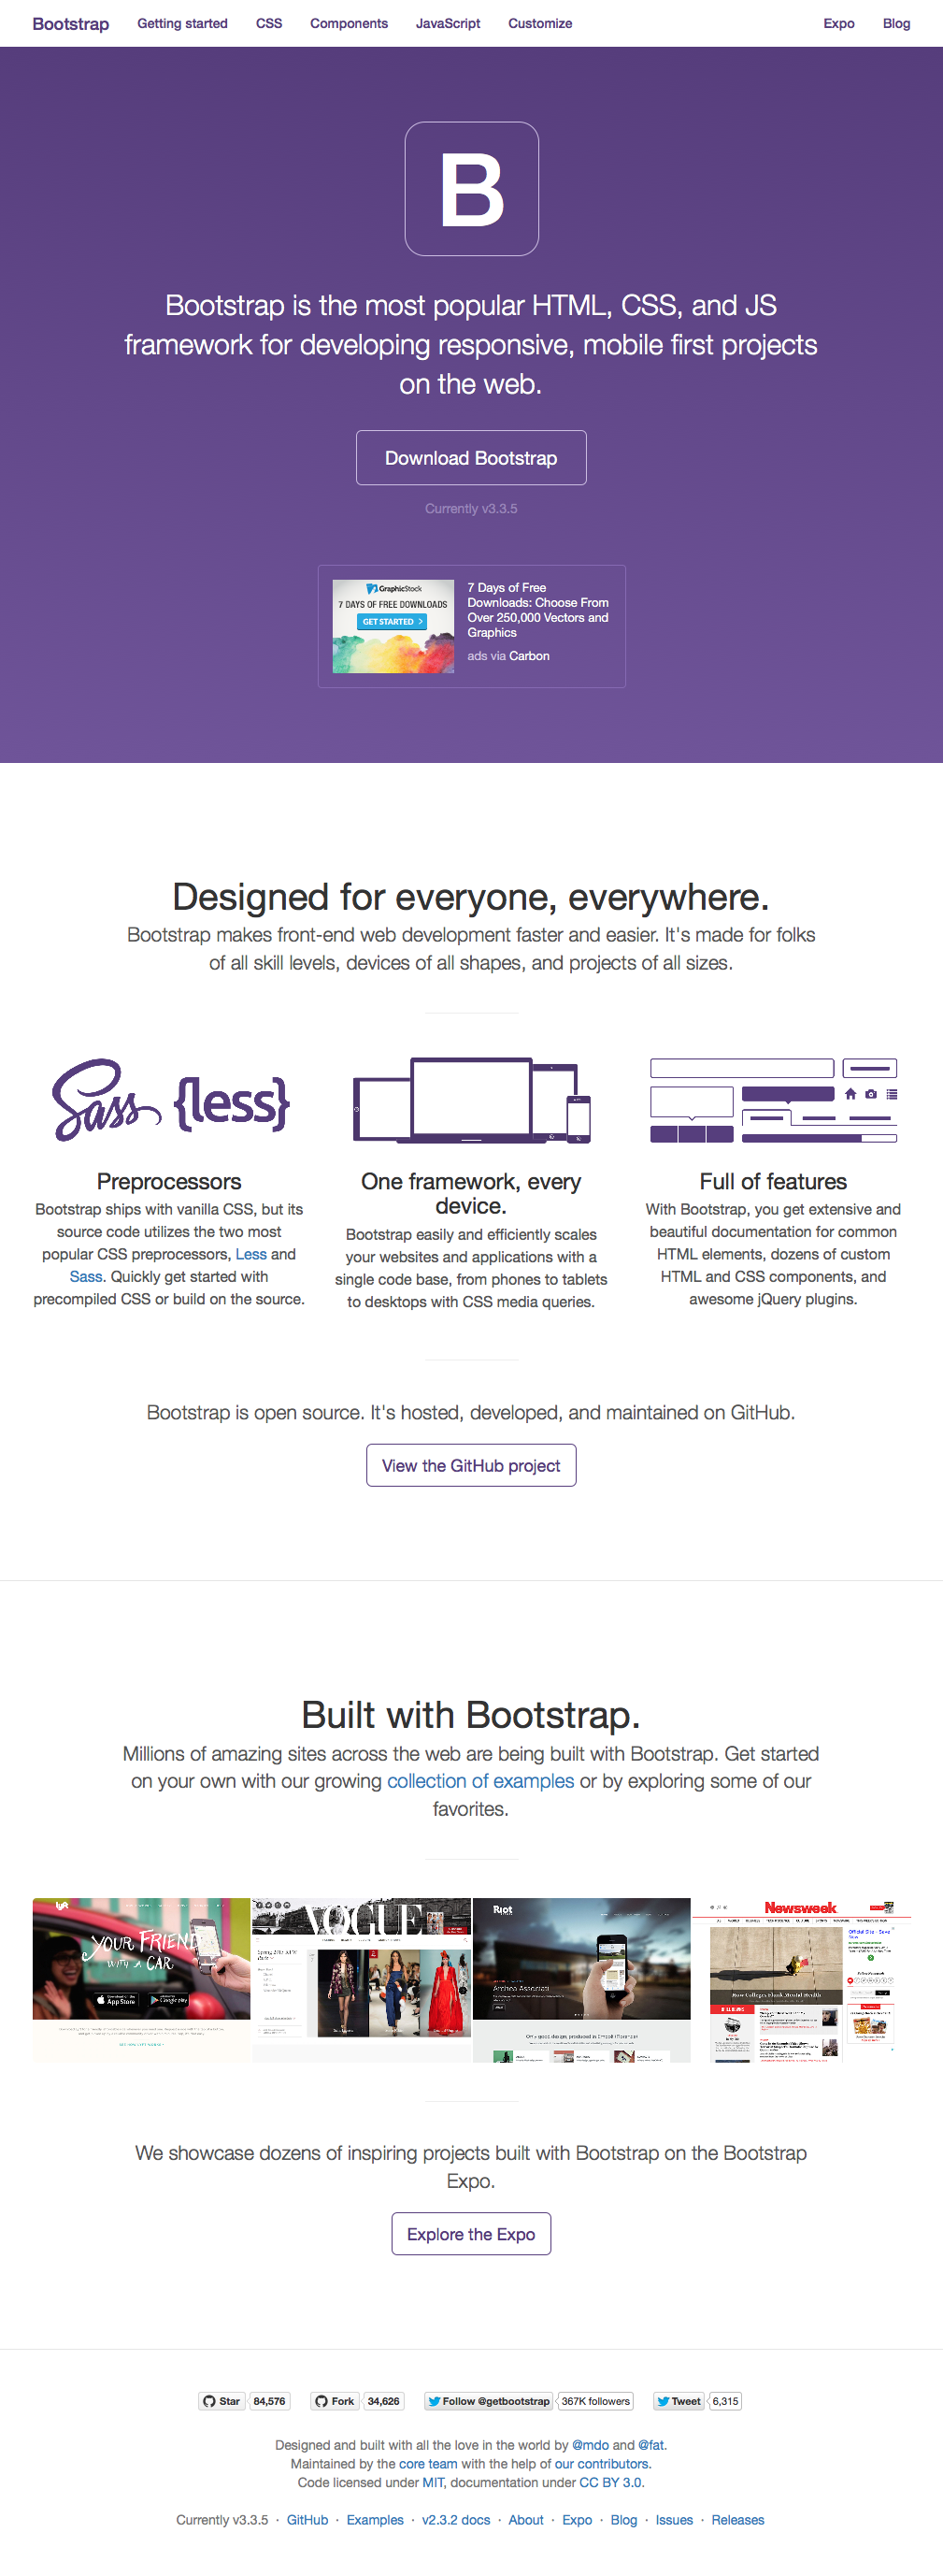 Bootstrap Getting started CSS Components JavaScript Customize Expo Blog
B
Bootstrap is the most popular HTML, CSS, and JS
framework for developing responsive, mobile first projects
on the web.
Download Bootstrap
Currently v3.3.5
GraphicStock
7 DAYS OF FREE DOWNLOADS
GET STARTED >
7 Days of Free
Downloads: Choose From
Over 250,000 Vectors and
Graphics
ads via Carbon
Designed for everyone, everywhere.
Bootstrap makes front-end web development faster and easier. It's made for folks
of all skill levels, devices of all shapes, and projects of all sizes.
Sass {less}
Preprocessors
Bootstrap ships with vanilla CSS, but its
source code utilizes the two most
popular CSS preprocessors, Less and
Sass. Quickly get started with
precompiled CSS or build on the source.
One framework, every
device.
Bootstrap easily and efficiently scales
your websites and applications with a
single code base, from phones to tablets
to desktops with CSS media queries.
Full of features
With Bootstrap, you get extensive and
beautiful documentation for common
HTML elements, dozens of custom
HTML and CSS components, and
awesome jQuery plugins.
Bootstrap is open source. It's hosted, developed, and maintained on GitHub.
View the GitHub project
Built with Bootstrap.
Millions of amazing sites across the web are being built with Bootstrap. Get started
on your own with our growing collection of examples or by exploring some of our
favorites.
lyft
YOUR FRIEND
WITH A CAR
App Store
Google play
VOGUE
Riot
Newsweek
We showcase dozens of inspiring projects built with Bootstrap on the Bootstrap
Expo.
Explore the Expo
Star 84,576 Fork 34,626 Follow @getbootstrap 367K followers Tweet 6,315
Designed and built with all the love in the world by @mdo and @fat.
Maintained by the core team with the help of our contributors.
Code licensed under MIT, documentation under CC BY 3.0.
Currently v3.3.5 · GitHub · Examples · v2.3.2 docs · About · Expo · Blog · Issues · Releases